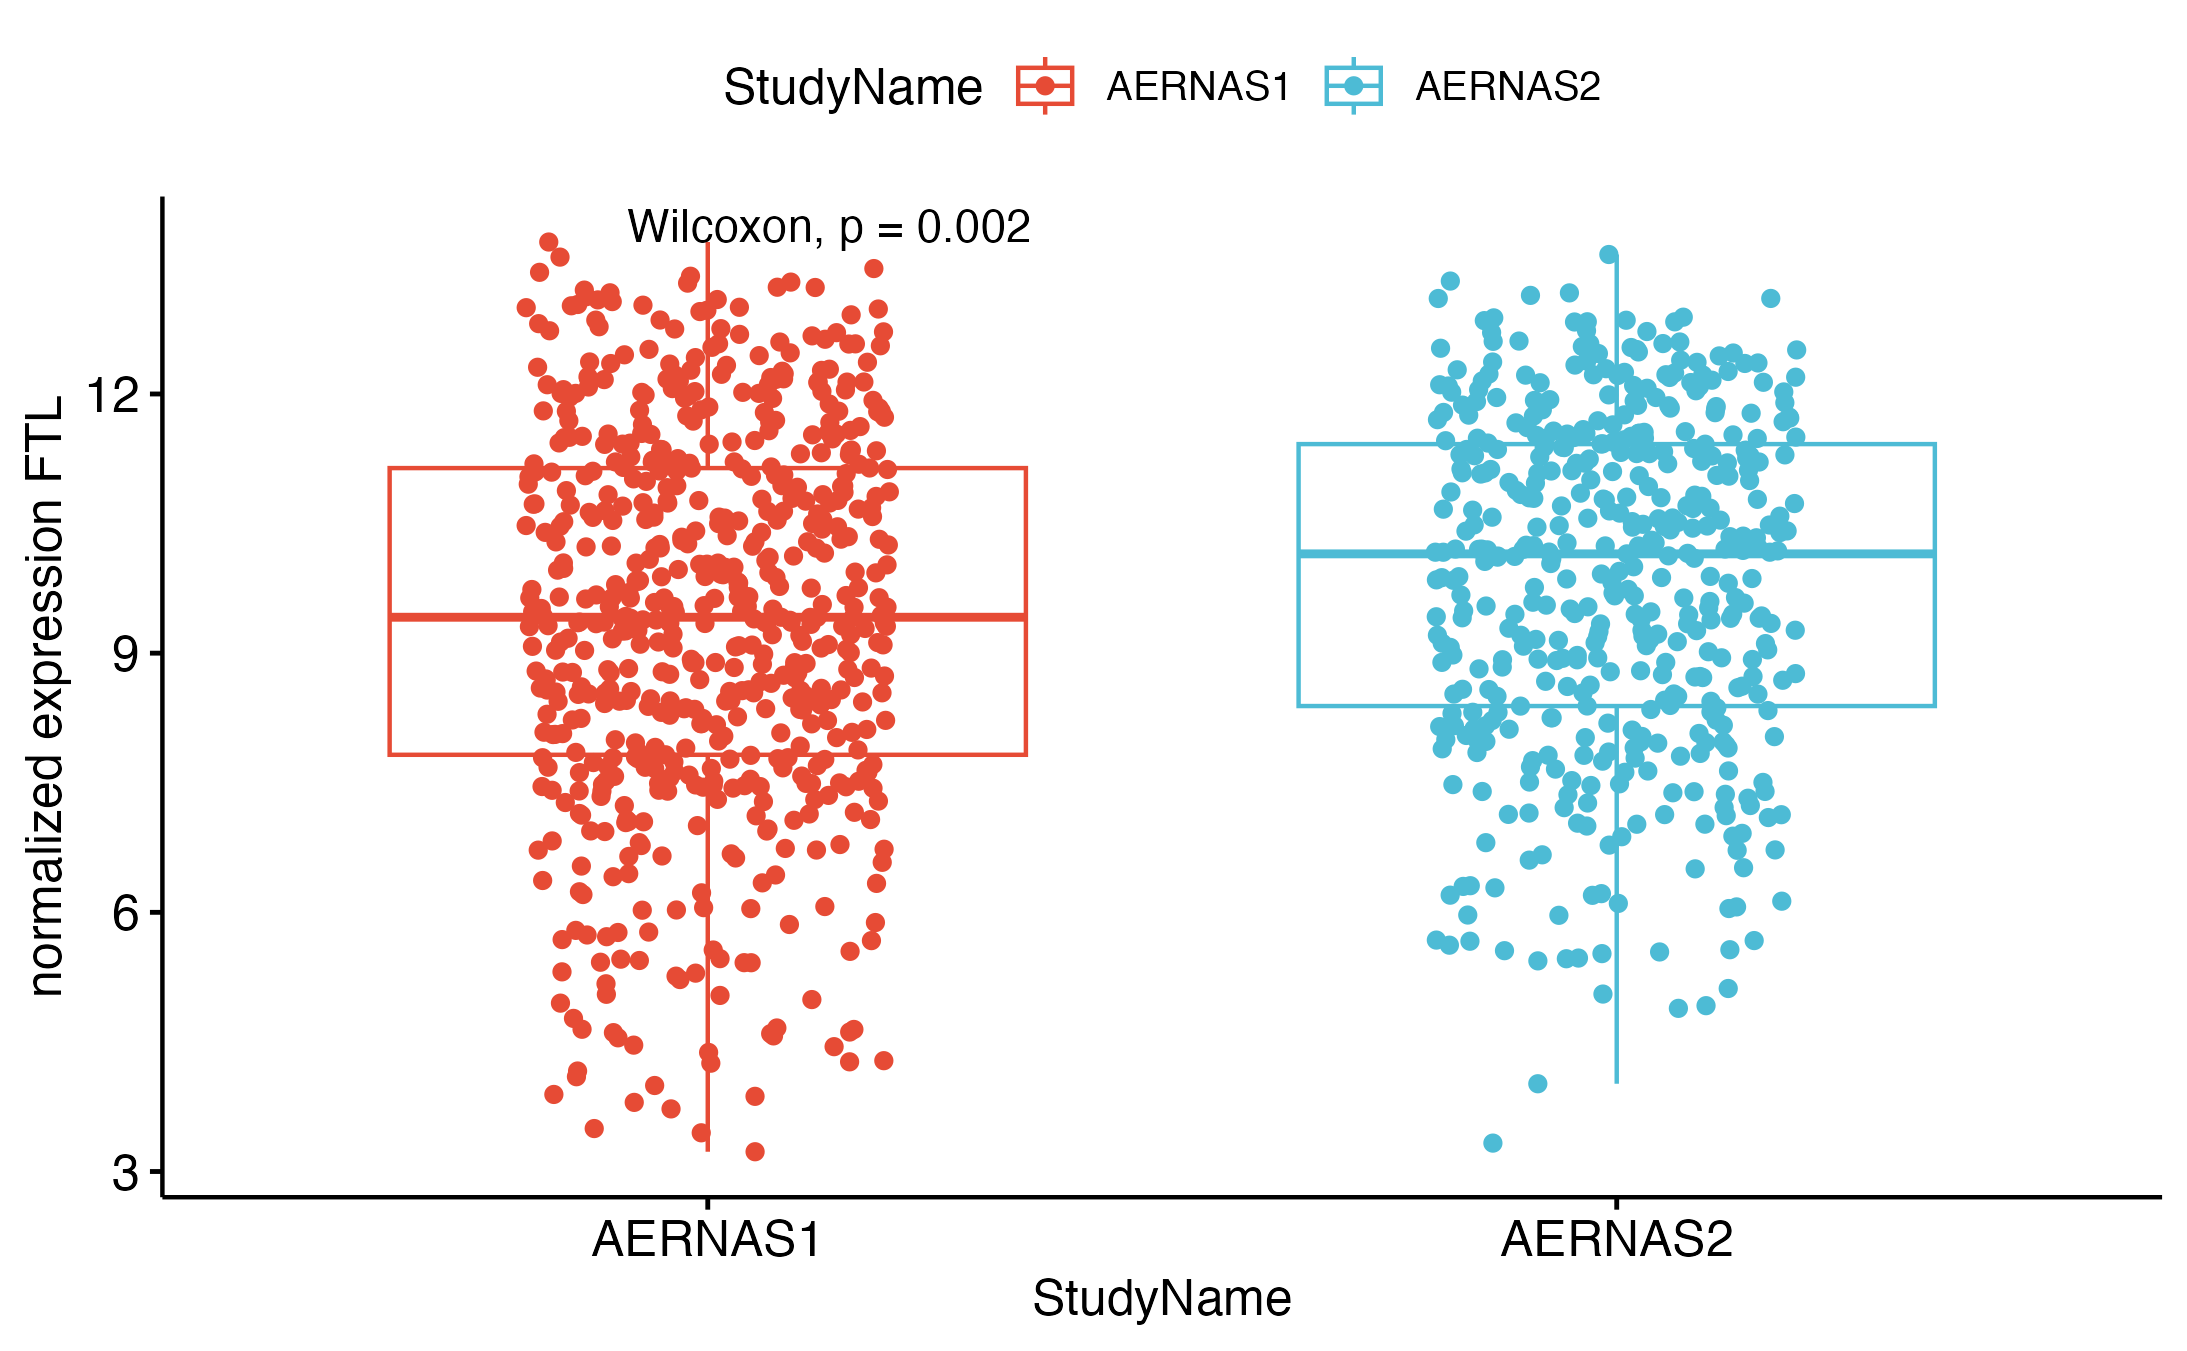 StudyName AERNAS1 AERNAS2
Wilcoxon, p = 0.002
normalized expression FTL
12
9
6
3
AERNAS1 AERNAS2
StudyName